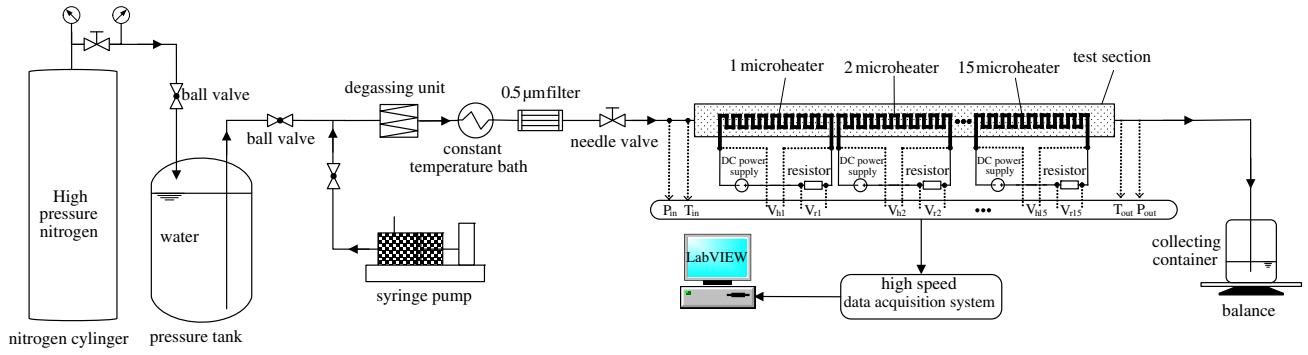 1 microheater
2 microheater
15 microheater
test section
ball valve
degassing unit
0.5μm filter
ball valve
constant
temperature bath
needle valve
DC power
supply
resistor
DC power
supply
resistor
DC power
supply
resistor
High
pressure
nitrogen
water
Pin
Tin
Vh1
Vr1
Vh2
Vr2
Vh15
Vr15
Tout
Pout
LabVIEW
collecting
container
syringe pump
high speed
data acquisition system
balance
nitrogen cylinger
pressure tank